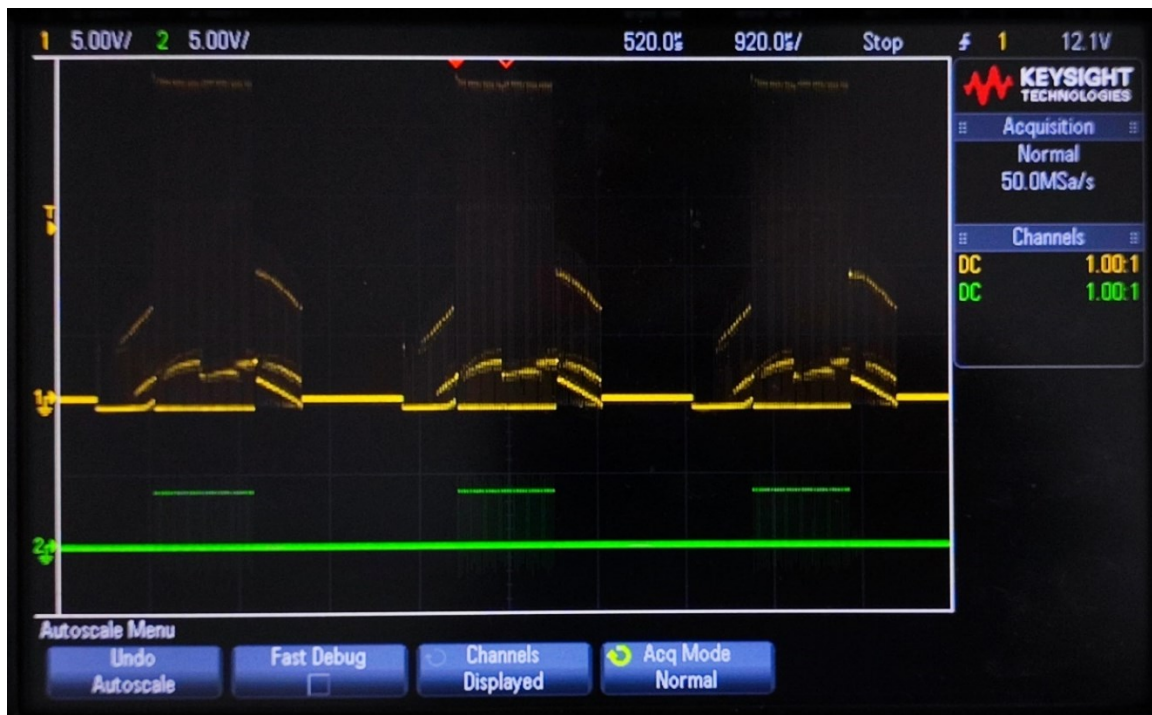 1 5.00V/ 2 5.00V/ 520.0us 920.0us/ Stop 1 12.1V
KEYSIGHT
TECHNOLOGIES
Acquisition
Normal
50.0MSa/s
Channels
DC 1.00:1
DC 1.00:1
T
1
2
Autoscale Menu
Undo
Autoscale
Fast Debug
Channels
Displayed
Acq Mode
Normal